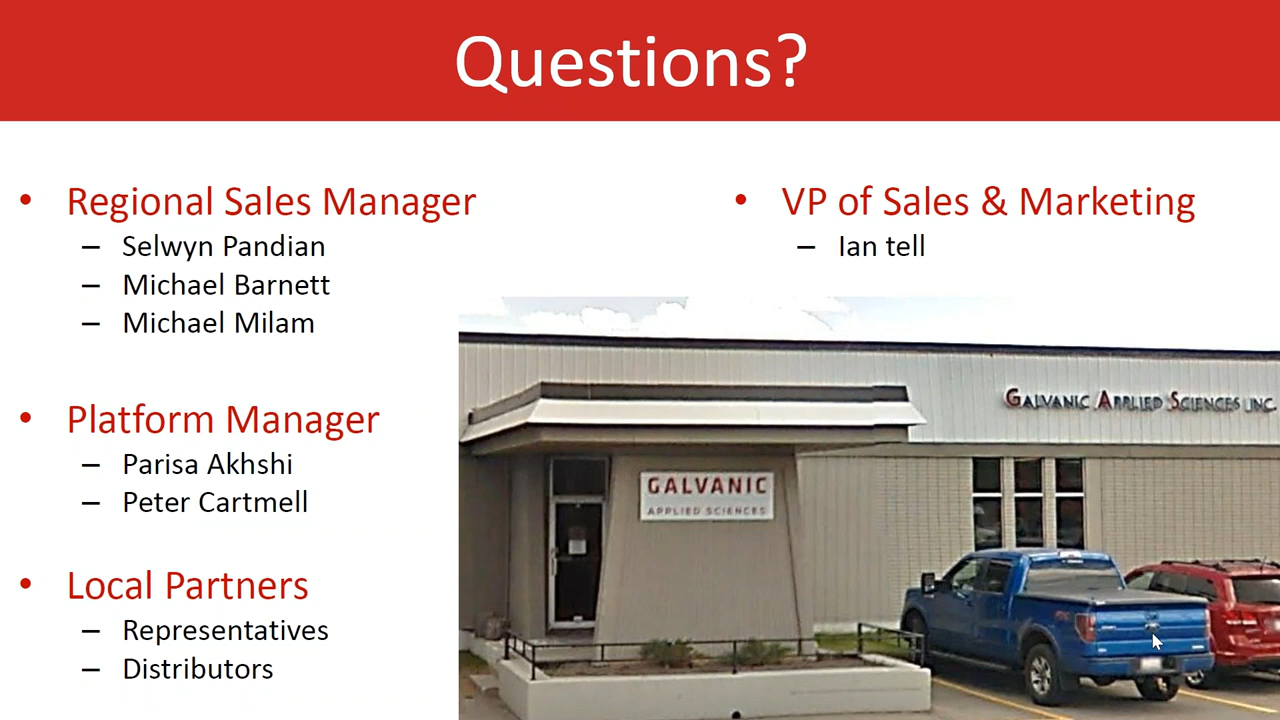 Questions?
• Regional Sales Manager
– Selwyn Pandian
– Michael Barnett
– Michael Milam
• Platform Manager
– Parisa Akhshi
– Peter Cartmell
• Local Partners
– Representatives
– Distributors
• VP of Sales & Marketing
– Ian tell
GALVANIC APPLIED SCIENCES INC.
GALVANIC
APPLIED SCIENCES